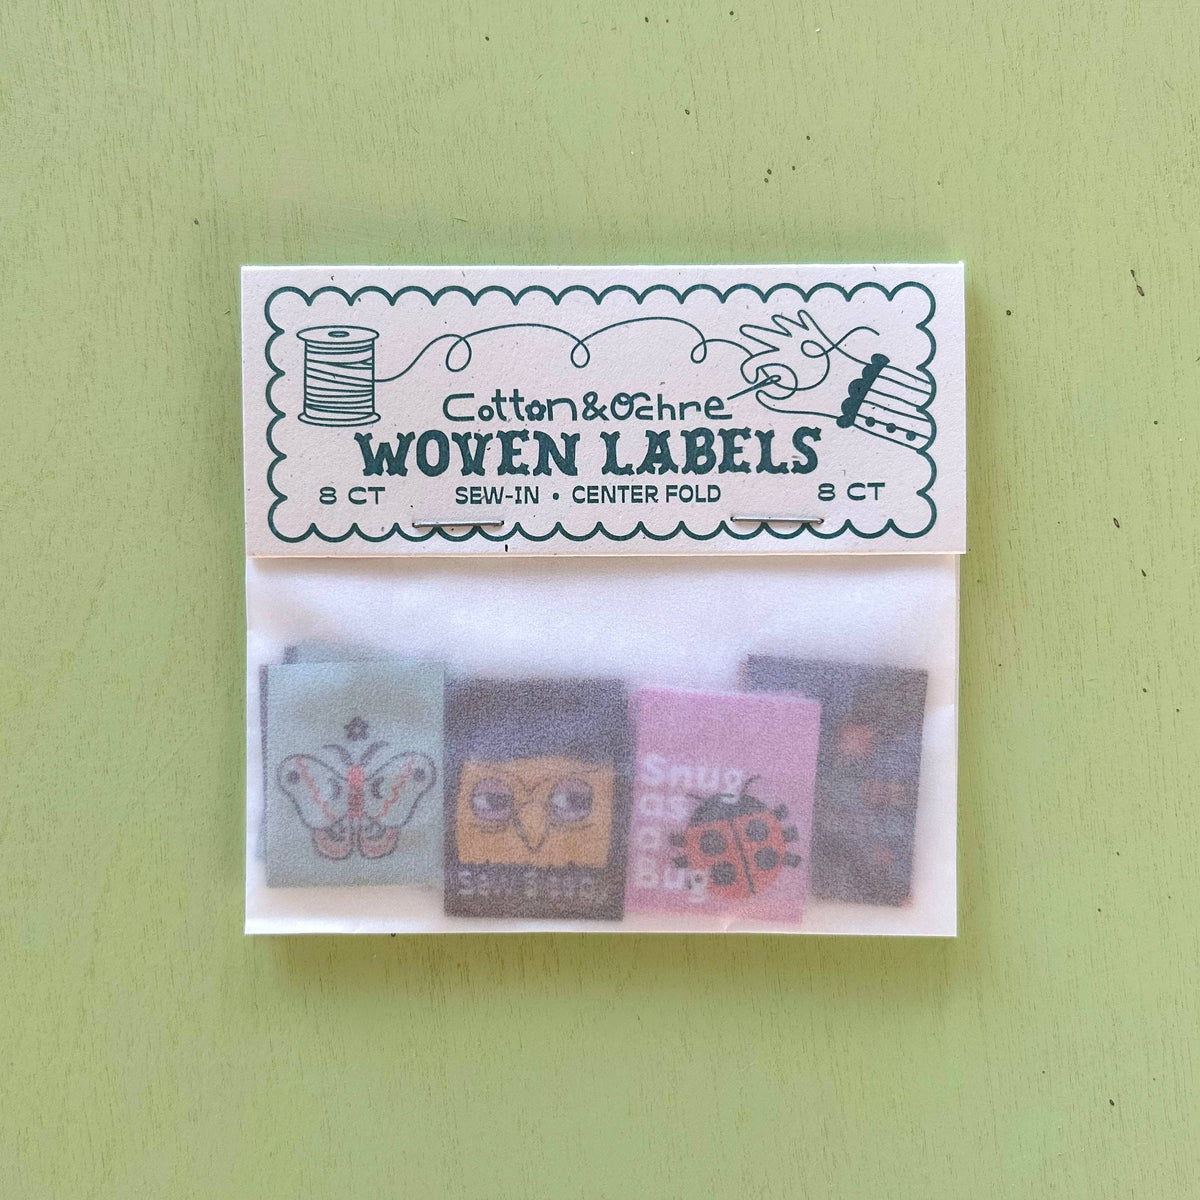 Cotton&Ochre
WOVEN LABELS
8 CT
SEW-IN • CENTER FOLD
8 CT
Snug
as
a
bug